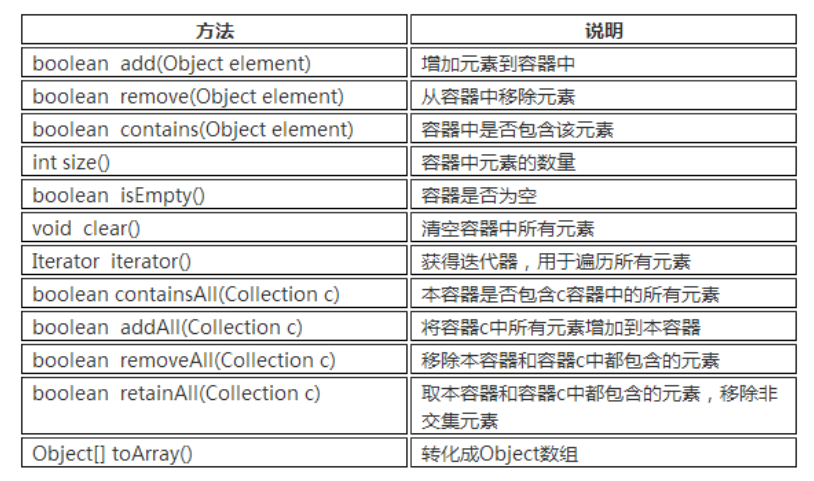 方法 说明
boolean add(Object element) 增加元素到容器中
boolean remove(Object element) 从容器中移除元素
boolean contains(Object element) 容器中是否包含该元素
int size() 容器中元素的数量
boolean isEmpty() 容器是否为空
void clear() 清空容器中所有元素
Iterator iterator() 获得迭代器，用于遍历所有元素
boolean containsAll(Collection c) 本容器是否包含c容器中的所有元素
boolean addAll(Collection c) 将容器c中所有元素增加到本容器
boolean removeAll(Collection c) 移除本容器和容器c中都包含的元素
boolean retainAll(Collection c) 取本容器和容器c中都包含的元素，移除非
交集元素
Object[] toArray() 转化成Object数组